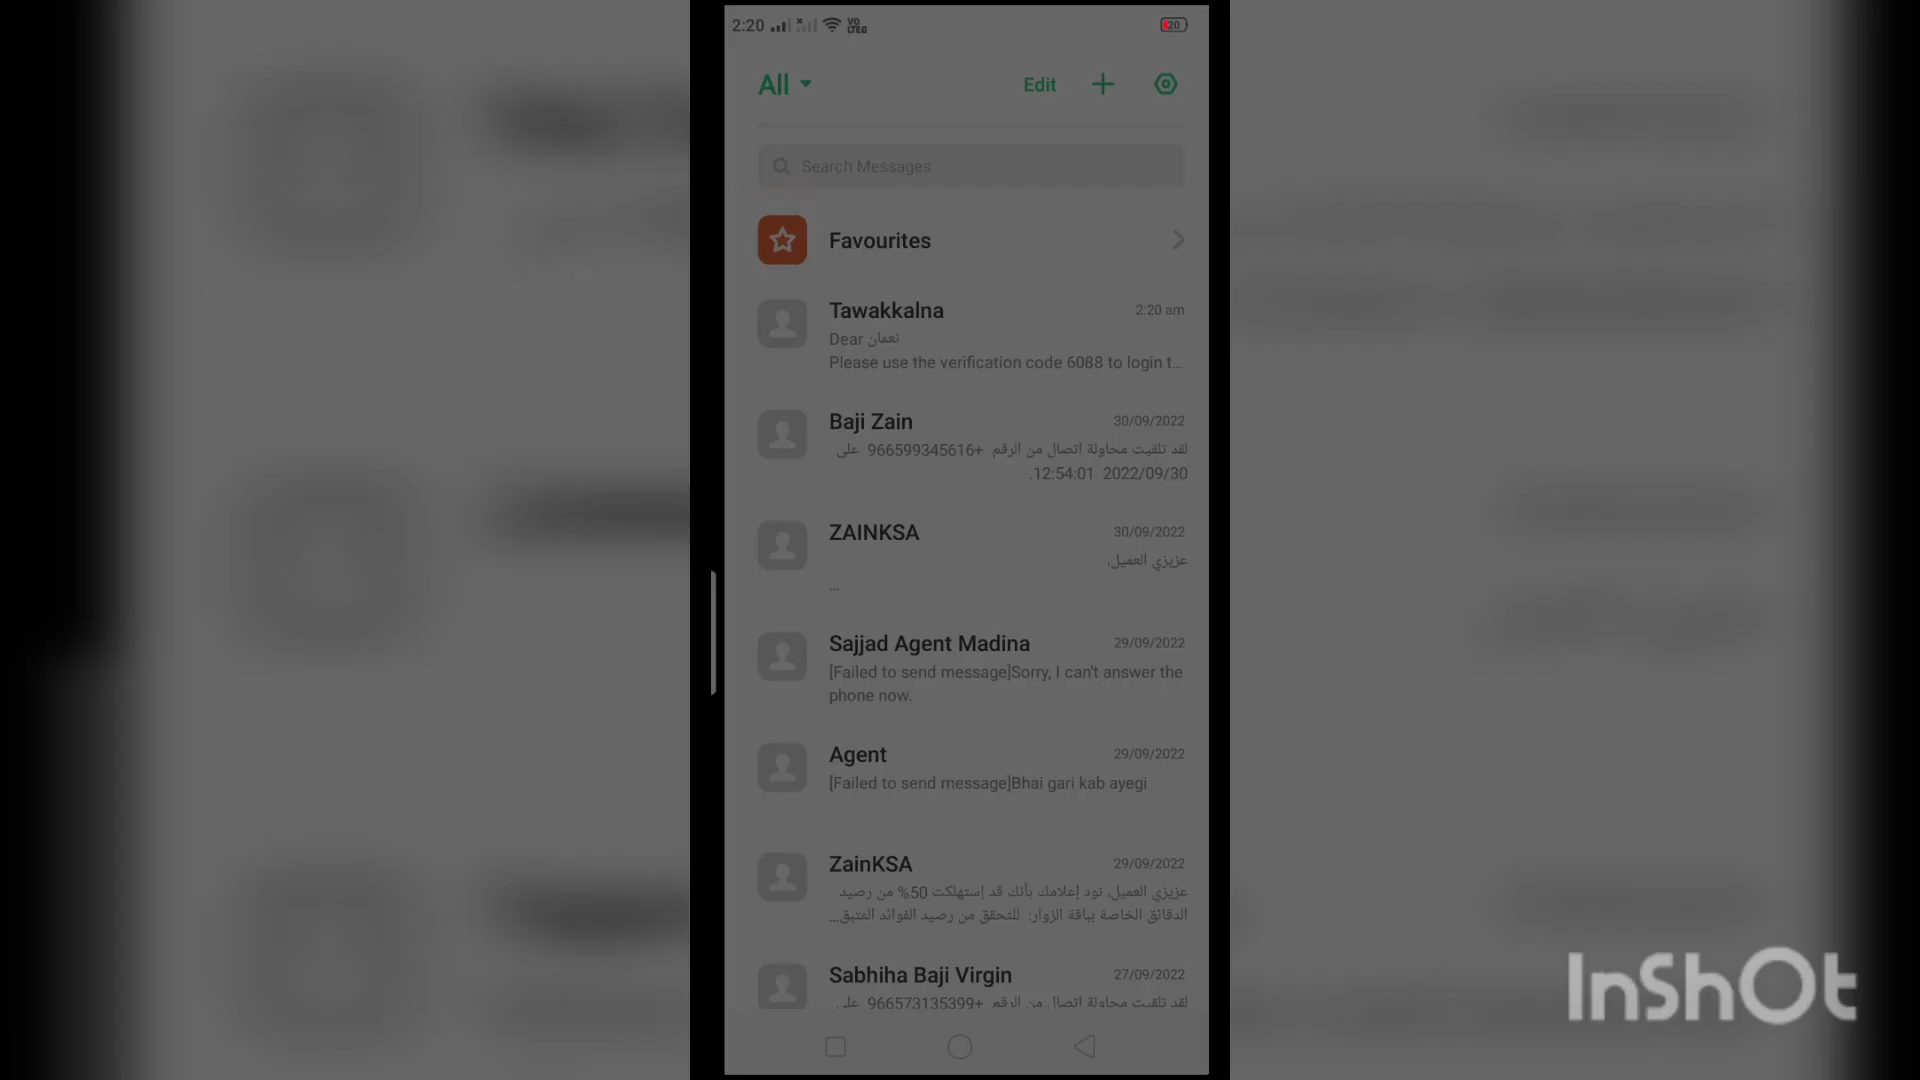 2:20
VO
LTE
20
All
Edit
Search Messages
Favourites
Tawakkalna
2:20 am
Dear نعمان
Please use the verification code 6088 to login t...
Baji Zain
30/09/2022
لقد تلقيت محاولة اتصال من الرقم +966599345616 على
2022/09/30 12:54:01.
ZAINKSA
30/09/2022
عزيزي العميل،
...
Sajjad Agent Madina
29/09/2022
[Failed to send message]Sorry, I can't answer the
phone now.
Agent
29/09/2022
[Failed to send message]Bhai gari kab ayegi
ZainKSA
29/09/2022
عزيزي العميل، نود إعلامك بأنك قد إستهلكت 50% من رصيد
الدقائق الخاصة بباقة الزوار: للتحقق من رصيد الفوائد المتبق...
Sabhiha Baji Virgin
27/09/2022
لقد تلقيت محاولة اتصال من الرقم +966573135399 على
InShOt